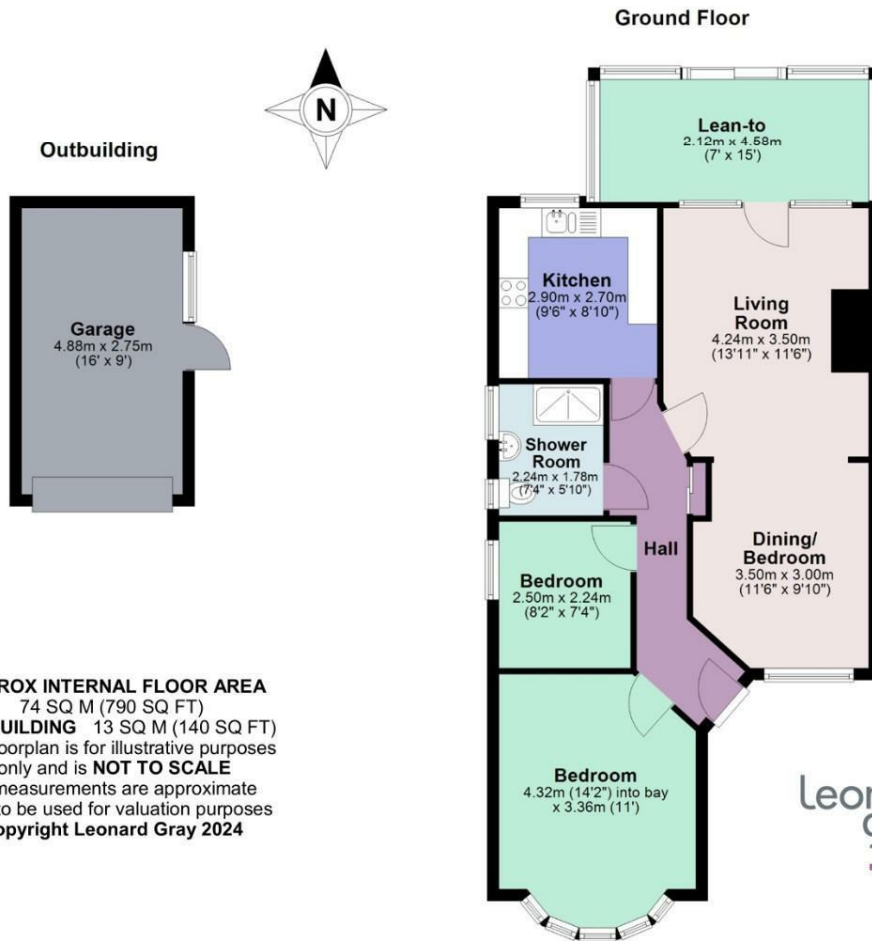 Ground Floor
N
Outbuilding
Lean-to
2.12m x 4.58m
(7' x 15')
Garage
4.88m x 2.75m
(16' x 9')
Kitchen
2.90m x 2.70m
(9'6" x 8'10")
Living
Room
4.24m x 3.50m
(13'11" x 11'6")
Shower
Room
2.24m x 1.78m
(7'4" x 5'10")
Hall
Dining/
Bedroom
3.50m x 3.00m
(11'6" x 9'10")
Bedroom
2.50m x 2.24m
(8'2" x 7'4")
Bedroom
4.32m (14'2") into bay
x 3.36m (11')
ROX INTERNAL FLOOR AREA
74 SQ M (790 SQ FT)
UILDING 13 SQ M (140 SQ FT)
oorplan is for illustrative purposes
only and is NOT TO SCALE
measurements are approximate
to be used for valuation purposes
opyright Leonard Gray 2024
Leon